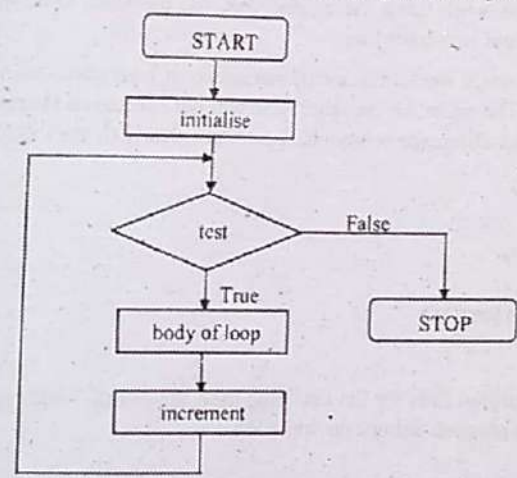 START
initialise
test
False
True
body of loop
STOP
increment